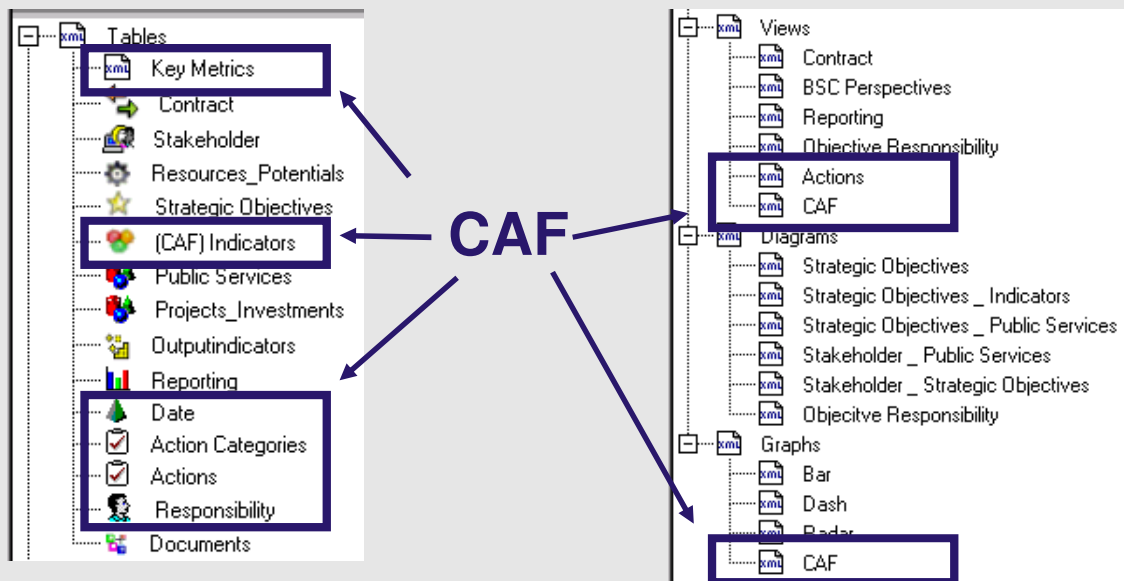 Tables
Key Metrics
Contract
Stakeholder
Resources_Potentials
Strategic Objectives
(CAF) Indicators
Public Services
Projects_Investments
Outputindicators
Reporting
Date
Action Categories
Actions
Responsibility
Documents
CAF
Views
Contract
BSC Perspectives
Reporting
Objective Responsibility
Actions
CAF
Diagrams
Strategic Objectives
Strategic Objectives _ Indicators
Strategic Objectives _ Public Services
Stakeholder _ Public Services
Stakeholder _ Strategic Objectives
Objecitve Responsibility
Graphs
Bar
Dash
Radar
CAF